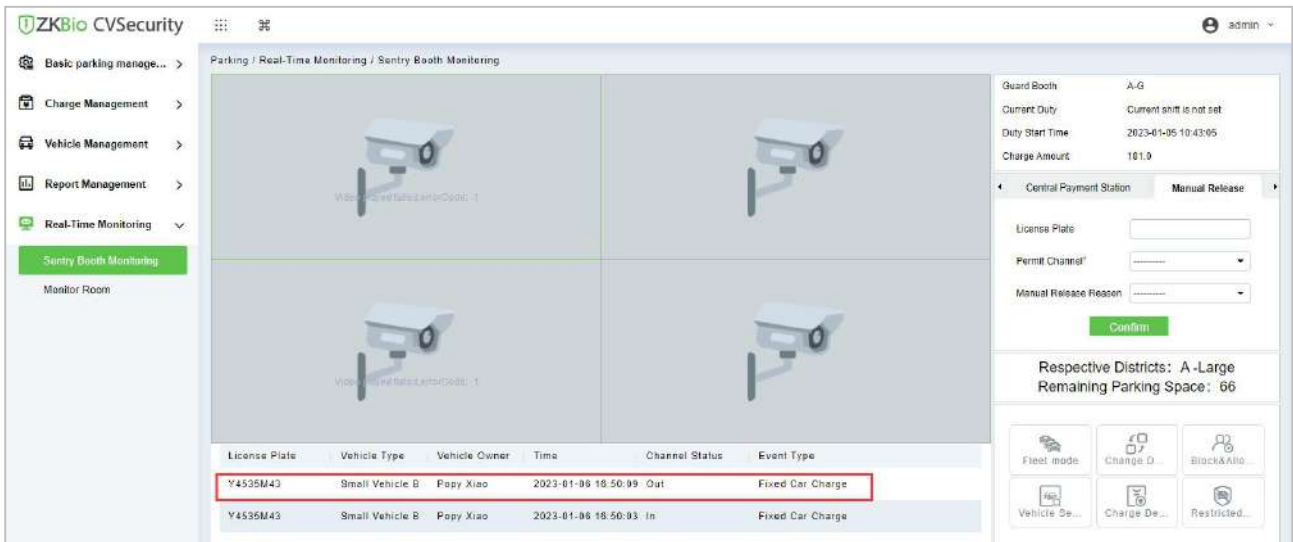 ZKBio CVSecurity
admin
Basic parking manage...
Charge Management
Vehicle Management
Report Management
Real-Time Monitoring
Sentry Booth Monitoring
Monitor Room
Parking / Real-Time Monitoring / Sentry Booth Monitoring
License Plate Vehicle Type Vehicle Owner Time Channel Status Event Type
Y4535M43 Small Vehicle B Popy Xiao 2023-01-06 16:50:09 Out Fixed Car Charge
Y4535M43 Small Vehicle B Popy Xiao 2023-01-06 16:50:03 In Fixed Car Charge
Guard Booth A-G
Current Duty Current shift is not set
Duty Start Time 2023-01-05 10:43:05
Charge Amount 181.0
Central Payment Station Manual Release
License Plate
Permit Channel* ----------
Manual Release Reason ----------
Confirm
Respective Districts: A -Large
Remaining Parking Space: 66
Fleet mode Change D... Block&Allo...
Vehicle Se... Charge De... Restricted...